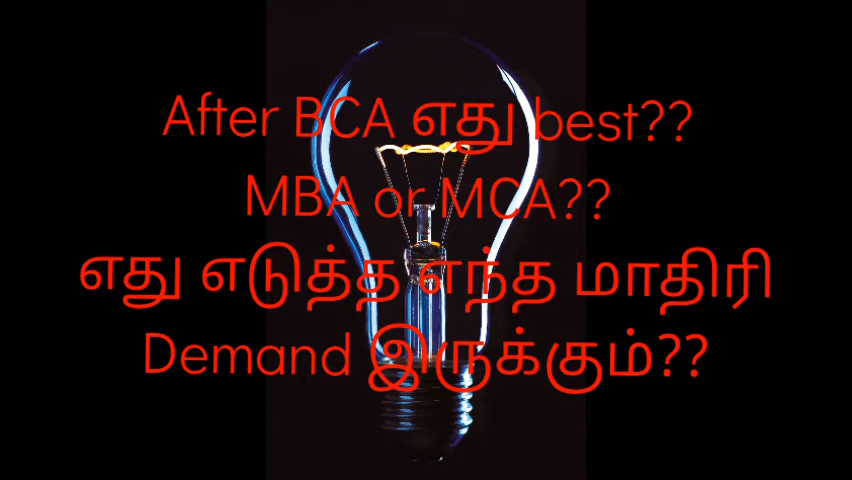 After BCA எது best??
MBA or MCA??
எது எடுத்த எந்த மாதிரி
Demand இருக்கும்??